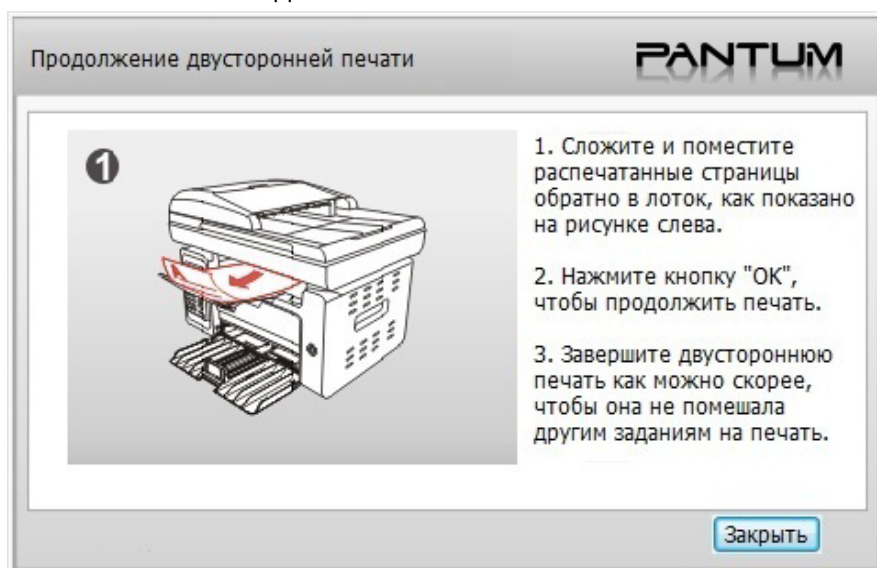 Продолжение двусторонней печати
PANTUM
1
1. Сложите и поместите
распечатанные страницы
обратно в лоток, как показано
на рисунке слева.
2. Нажмите кнопку "ОК",
чтобы продолжить печать.
3. Завершите двустороннюю
печать как можно скорее,
чтобы она не помешала
другим заданиям на печать.
Закрыть